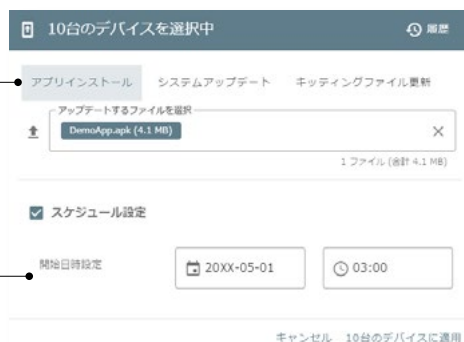 10台のデバイスを選択中
履歴
アプリインストール
システムアップデート
キッティングファイル更新
アップデートするファイルを選択
DemoApp.apk (4.1 MB)
1 ファイル (合計 4.1 MB)
スケジュール設定
開始日時設定
20XX-05-01
03:00
キャンセル
10台のデバイスに適用